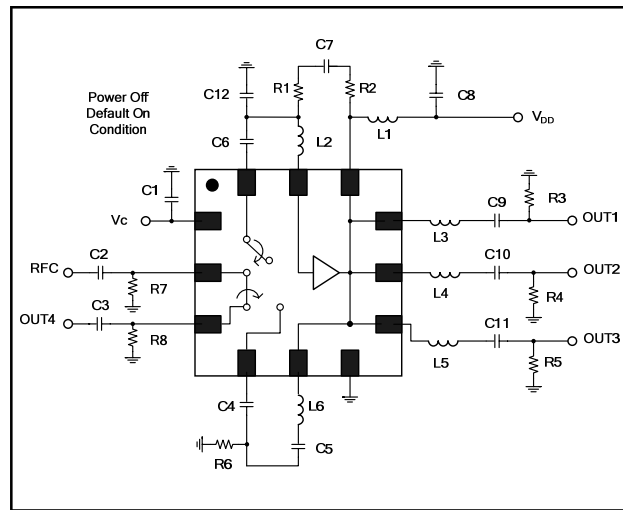 C7
C12
R1
R2
C8
Power Off
Default On
Condition
V_DD
L1
C6
L2
C1
R3
C9
Vc
OUT1
L3
C2
C10
RFC
OUT2
R7
L4
R4
C3
OUT4
C11
R8
OUT3
L5
R5
C4
L6
R6
C5